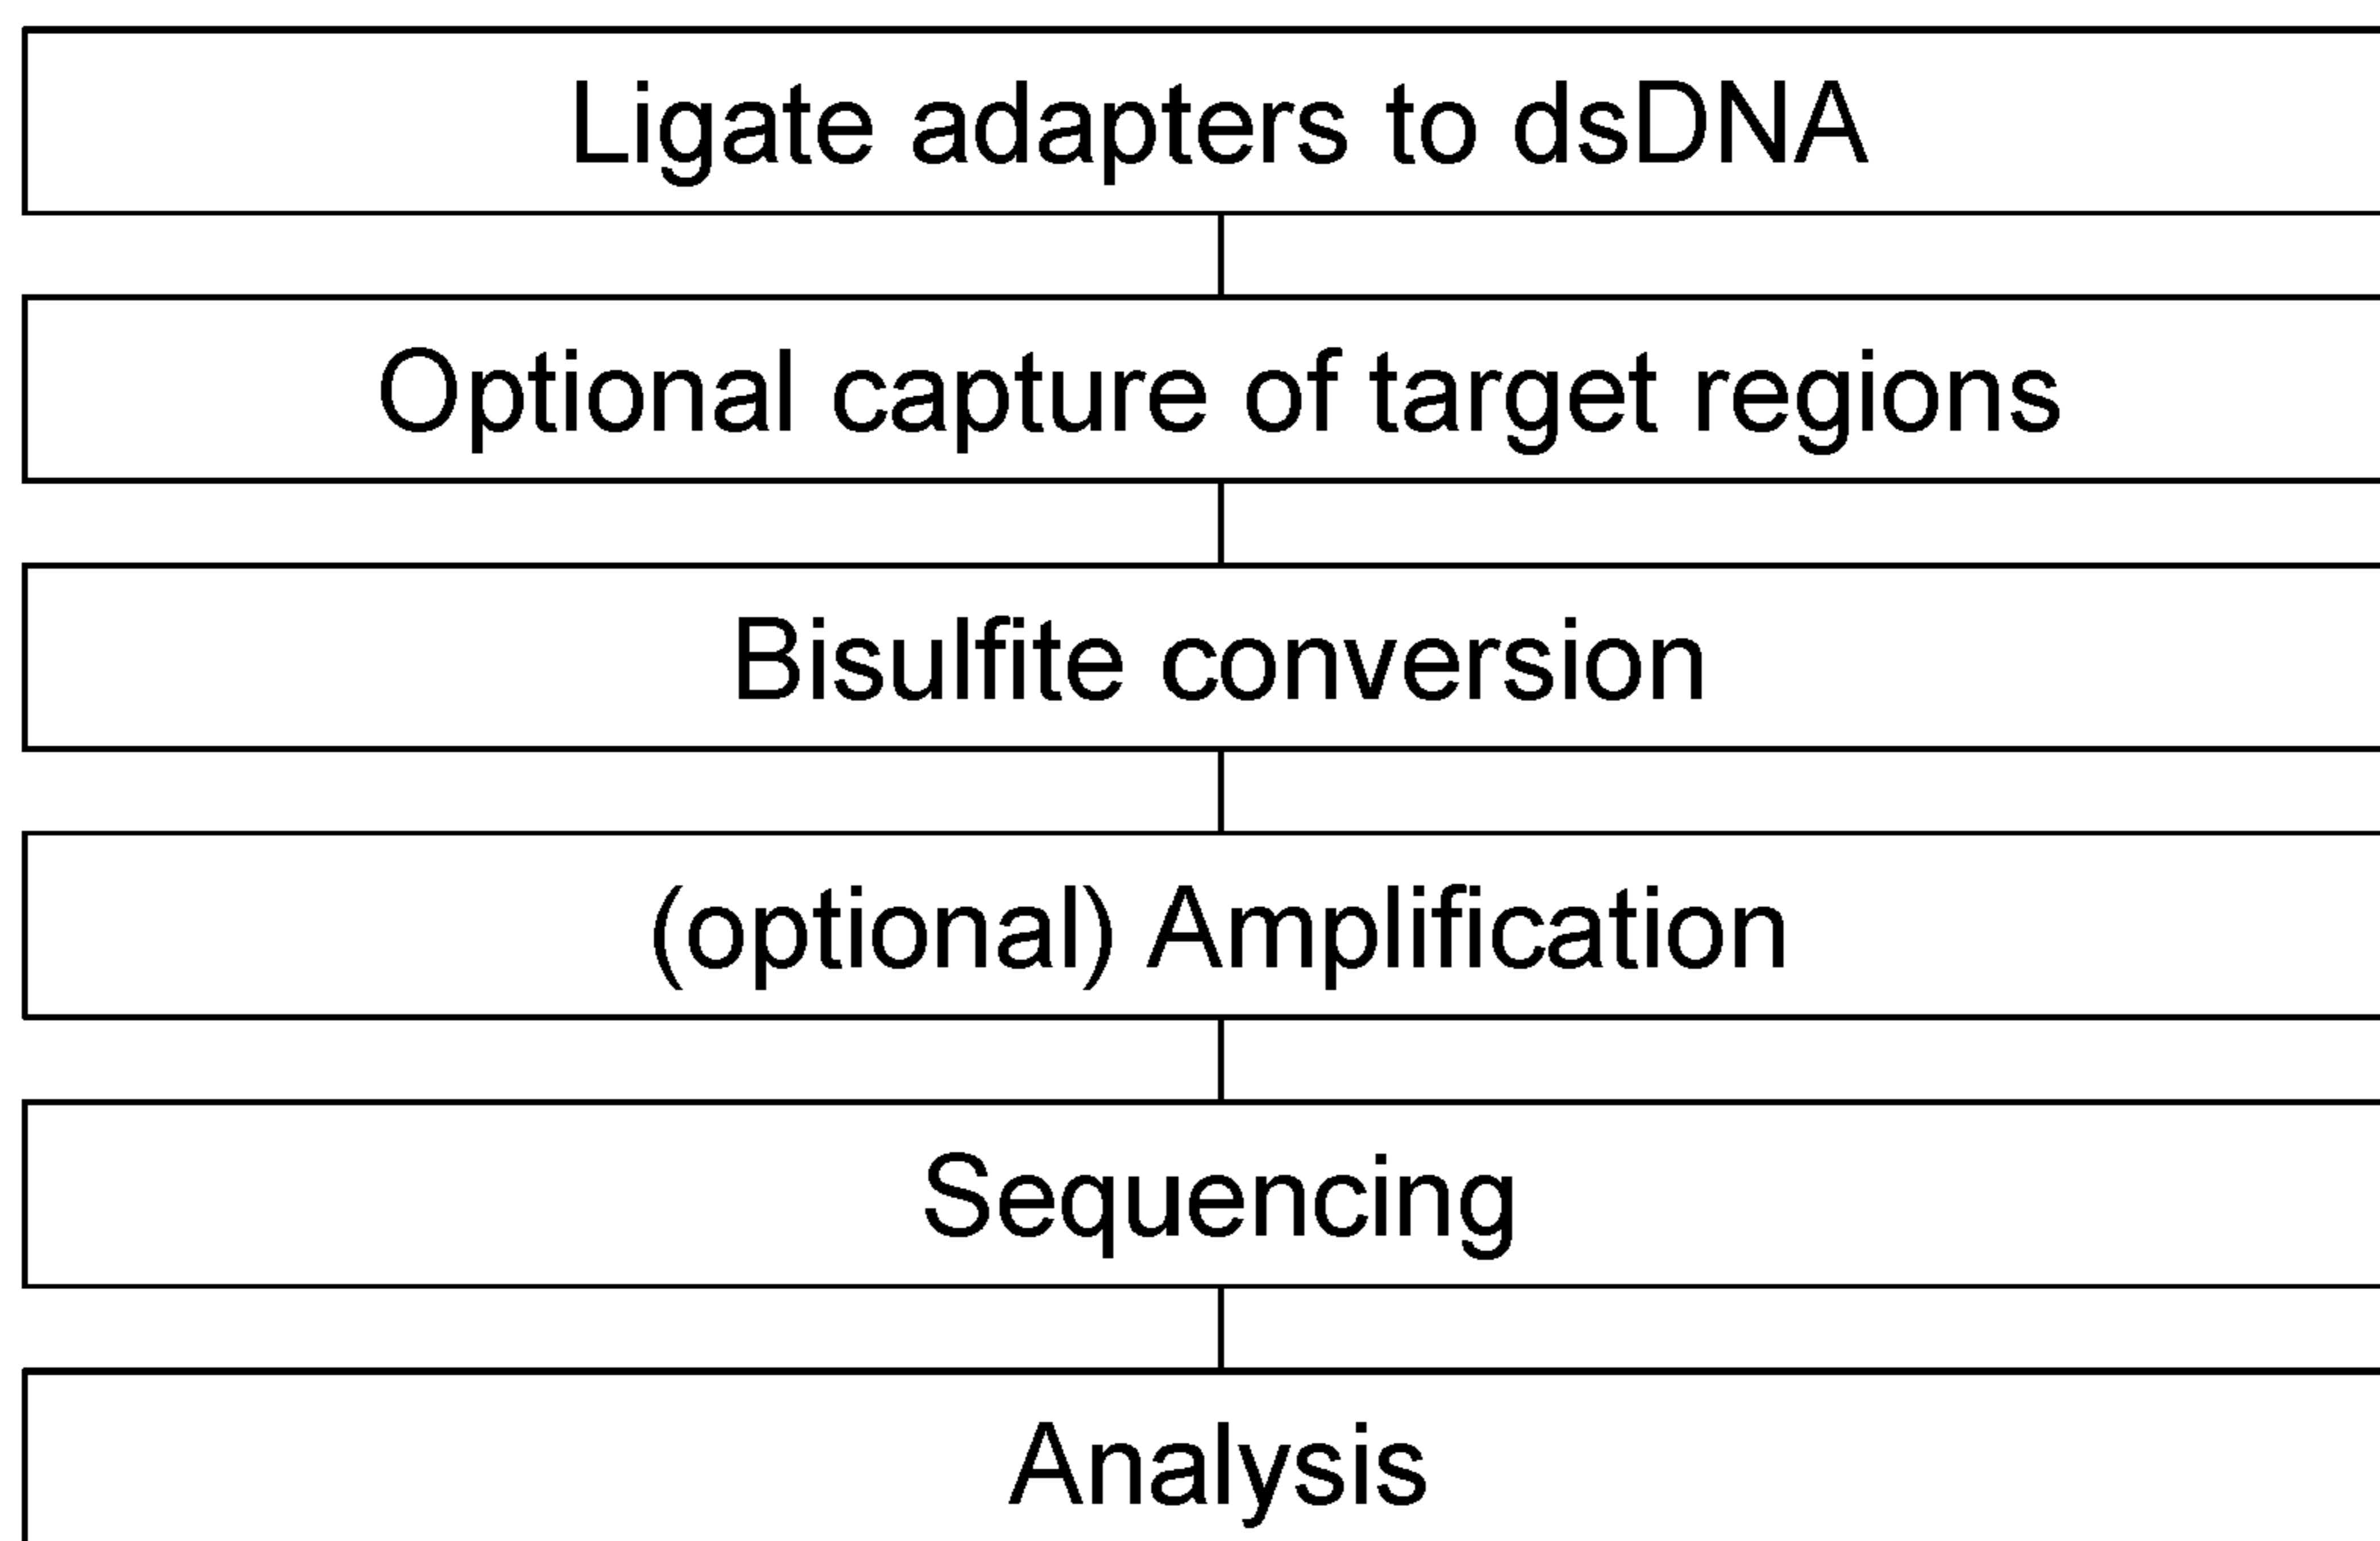 Ligate adapters to dsDNA
Optional capture of target regions
Bisulfite conversion
(optional) Amplification
Sequencing
Analysis